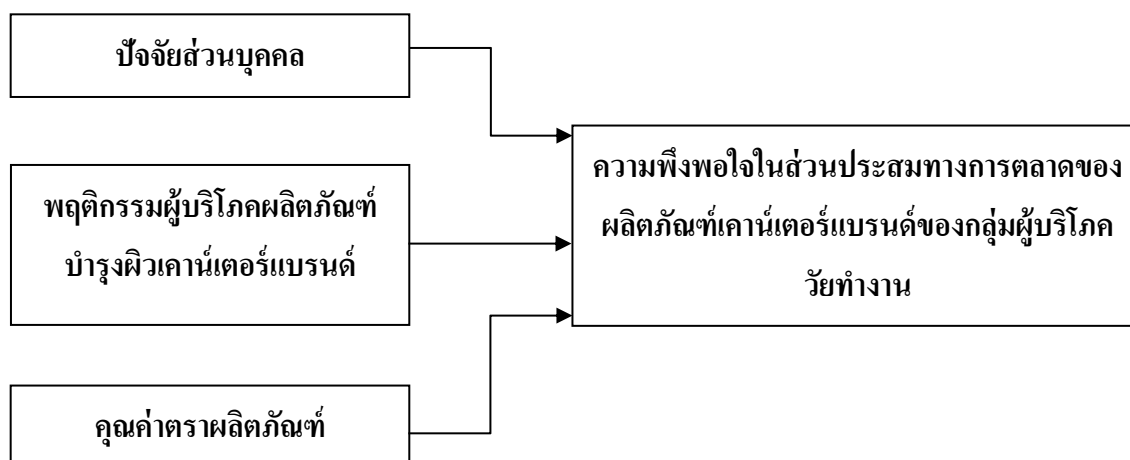 ปัจจัยส่วนบุคคล
พฤติกรรมผู้บริโภคผลิตภัณฑ์
บำรุงผิวเคาน์เตอร์แบรนด์
คุณค่าตราผลิตภัณฑ์
ความพึงพอใจในส่วนประสมทางการตลาดของ
ผลิตภัณฑ์เคาน์เตอร์แบรนด์ของกลุ่มผู้บริโภค
วัยทำงาน